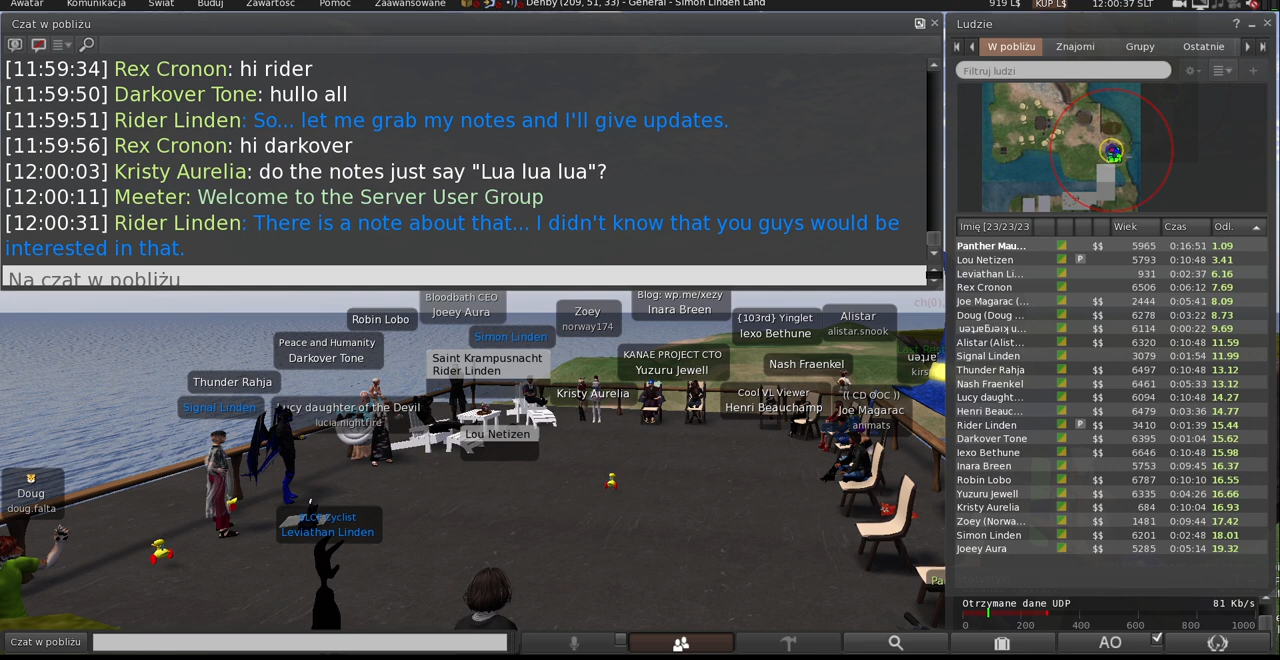 Awatar Komunikacja Świat Buduj Zawartość Pomoc Zaawansowane Denby (209, 51, 33) - General - Simon Linden Land 919 L$ KUP L$ 12:00:37 SLT
Czat w pobliżu
[11:59:34] Rex Cronon: hi rider
[11:59:50] Darkover Tone: hullo all
[11:59:51] Rider Linden: So... let me grab my notes and I'll give updates.
[11:59:56] Rex Cronon: hi darkover
[12:00:03] Kristy Aurelia: do the notes just say "Lua lua lua"?
[12:00:11] Meeter: Welcome to the Server User Group
[12:00:31] Rider Linden: There is a note about that... I didn't know that you guys would be
interested in that.
Na czat w pobliżu
Bloodbath CEO
Joeey Aura
Blog: wp.me/xezy
Inara Breen
Robin Lobo
Zoey
norway174
{103rd} Yinglet
Iexo Bethune
Alistar
alistar.snook
Simon Linden
Peace and Humanity
Darkover Tone
Saint Krampusnacht
Rider Linden
KANAE PROJECT CTO
Yuzuru Jewell
Nash Fraenkel
Thunder Rahja
Kristy Aurelia
Cool VL Viewer
Henri Beauchamp
(( CD DOC ))
Joe Magarac
animats
Signal Linden
Lucy daughter of the Devil
lucia.nightfire
Lou Netizen
Doug
doug.falta
Leviathan Linden
Czat w pobliżu
Ludzie
W pobliżu Znajomi Grupy Ostatnie
Filtruj ludzi
Imię [23/23/23 Wiek Czas Odl.
Panther Mau... $$ 5965 0:16:51 1.09
Lou Netizen P 5793 0:10:48 3.41
Leviathan Li... 931 0:02:37 6.16
Rex Cronon 6506 0:06:12 7.69
Joe Magarac (... $$ 2444 0:05:41 8.09
Doug (Doug ... $$ 6278 0:03:22 8.73
$$ 6114 0:00:22 9.69
Alistar (Alist... $$ 6320 0:10:48 11.59
Signal Linden 3079 0:01:54 11.99
Thunder Rahja $$ 6497 0:10:48 13.12
Nash Fraenkel $$ 6461 0:05:33 13.12
Lucy daught... $$ 6094 0:10:48 14.27
Henri Beauc... $$ 6479 0:03:36 14.77
Rider Linden P $$ 3410 0:01:39 15.44
Darkover Tone $$ 6395 0:01:04 15.62
Iexo Bethune $$ 6646 0:10:48 15.98
Inara Breen 5753 0:09:45 16.37
Robin Lobo $$ 6787 0:10:10 16.55
Yuzuru Jewell $$ 6335 0:04:26 16.66
Kristy Aurelia $$ 684 0:10:04 16.93
Zoey (Norwa... $$ 1481 0:09:44 17.42
Simon Linden $$ 6201 0:02:48 18.01
Joeey Aura $$ 5285 0:05:14 19.32
Otrzymane dane UDP 81 Kb/s
0 200 400 600 800 1000
AO